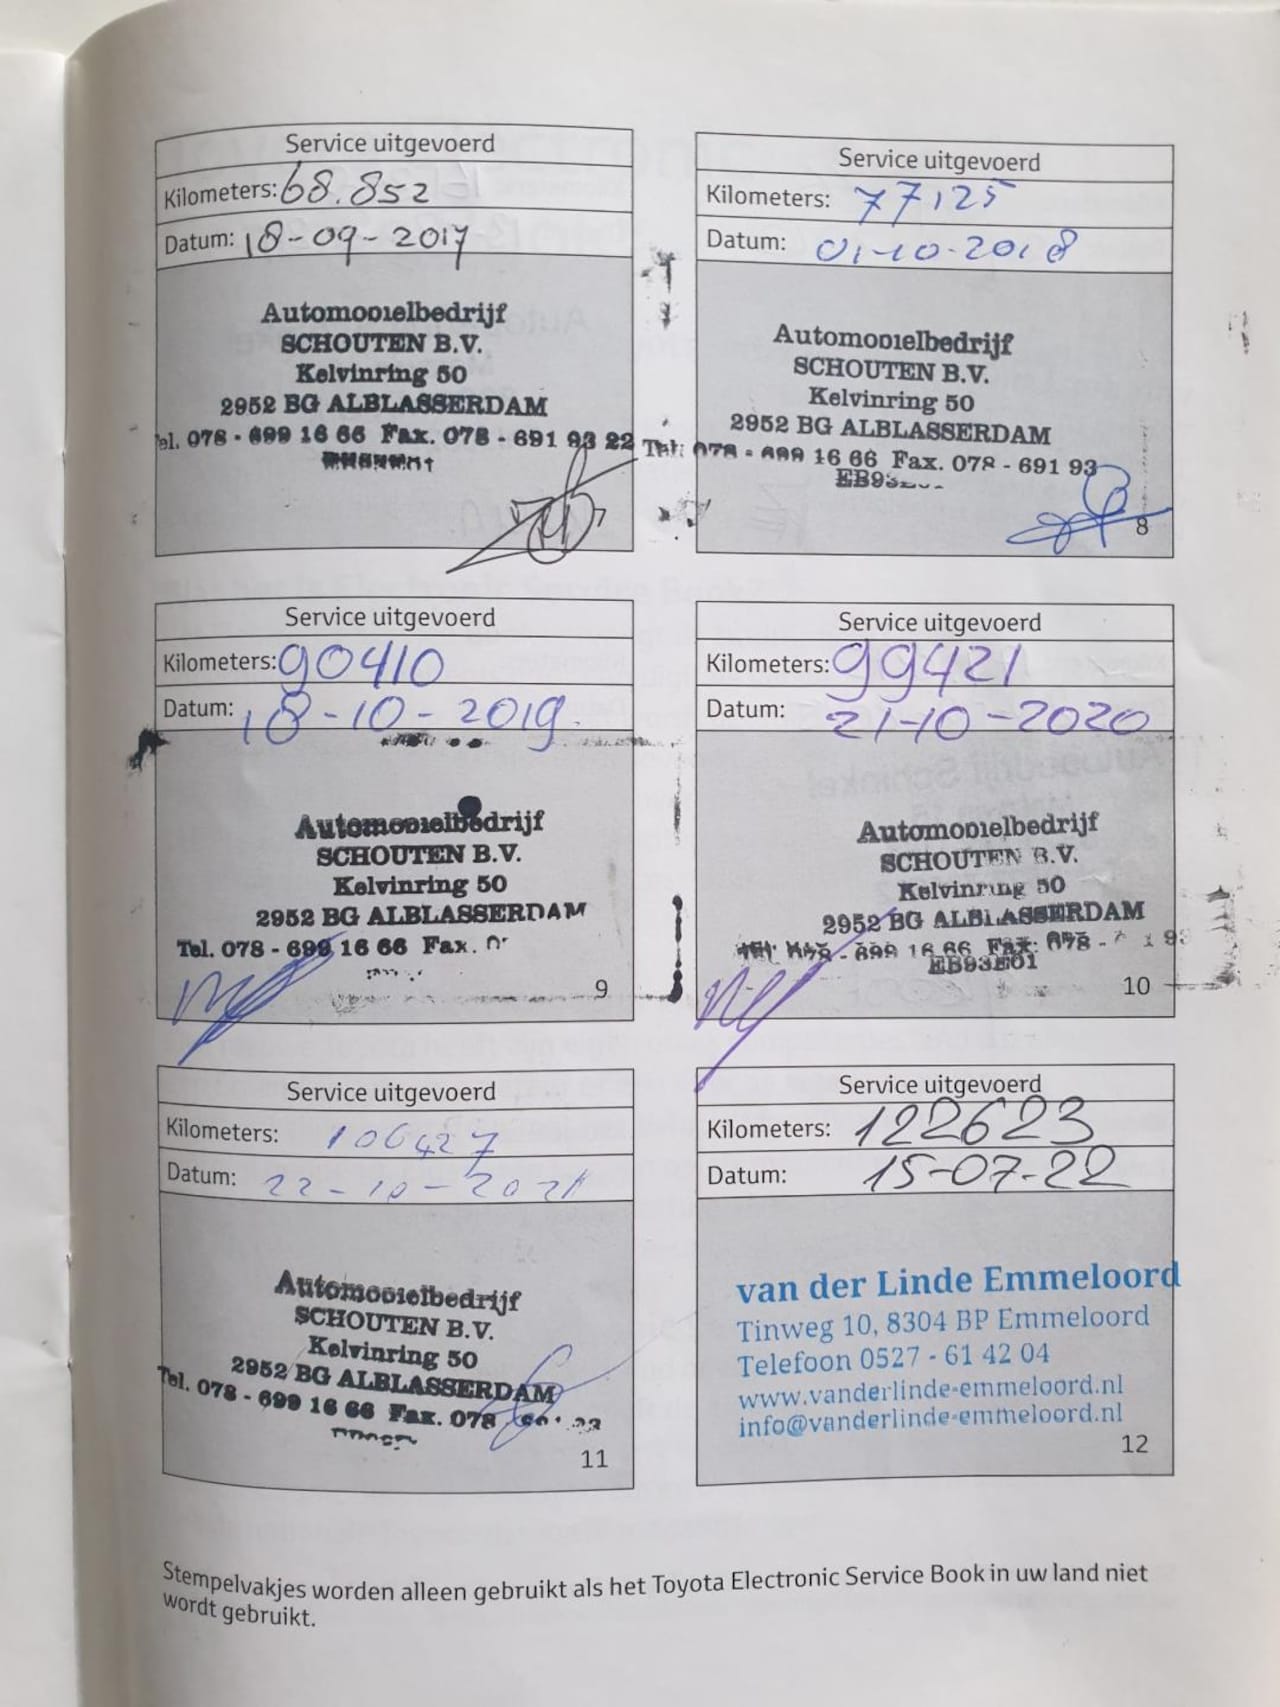 Service uitgevoerd
Kilometers: 68.852
Datum: 18-09-2017
Automobielbedrijf
SCHOUTEN B.V.
Kelvinring 50
2952 BG ALBLASSERDAM
Tel. 078 - 699 16 66 Fax. 078 - 691 93 22
Service uitgevoerd
Kilometers: 77125
Datum: 01-10-2018
Automobielbedrijf
SCHOUTEN B.V.
Kelvinring 50
2952 BG ALBLASSERDAM
Tel. 078 - 699 16 66 Fax. 078 - 691 93
8
Service uitgevoerd
Kilometers: 90410
Datum: 18-10-2019.
Automobielbedrijf
SCHOUTEN B.V.
Kelvinring 50
2952 BG ALBLASSERDAM
Tel. 078 - 699 16 66 Fax.
9
Service uitgevoerd
Kilometers: 99421
Datum: 21-10-2020
Automobielbedrijf
SCHOUTEN B.V.
Kelvinring 50
2952 BG ALBLASSERDAM
Tel. 078 - 699 16 66 Fax. 078 -
EB93E01
10
Service uitgevoerd
Kilometers: 106427
Datum: 22-10-2021
Automobielbedrijf
SCHOUTEN B.V.
Kelvinring 50
2952 BG ALBLASSERDAM
Tel. 078 - 699 16 66 Fax. 078
11
Service uitgevoerd
Kilometers: 122623
Datum: 15-07-22
van der Linde Emmeloord
Tinweg 10, 8304 BP Emmeloord
Telefoon 0527 - 61 42 04
www.vanderlinde-emmeloord.nl
info@vanderlinde-emmeloord.nl
12
Stempelvakjes worden alleen gebruikt als het Toyota Electronic Service Book in uw land niet
wordt gebruikt.